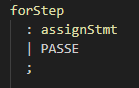 forStep
: assignStmt
| PASSE
;